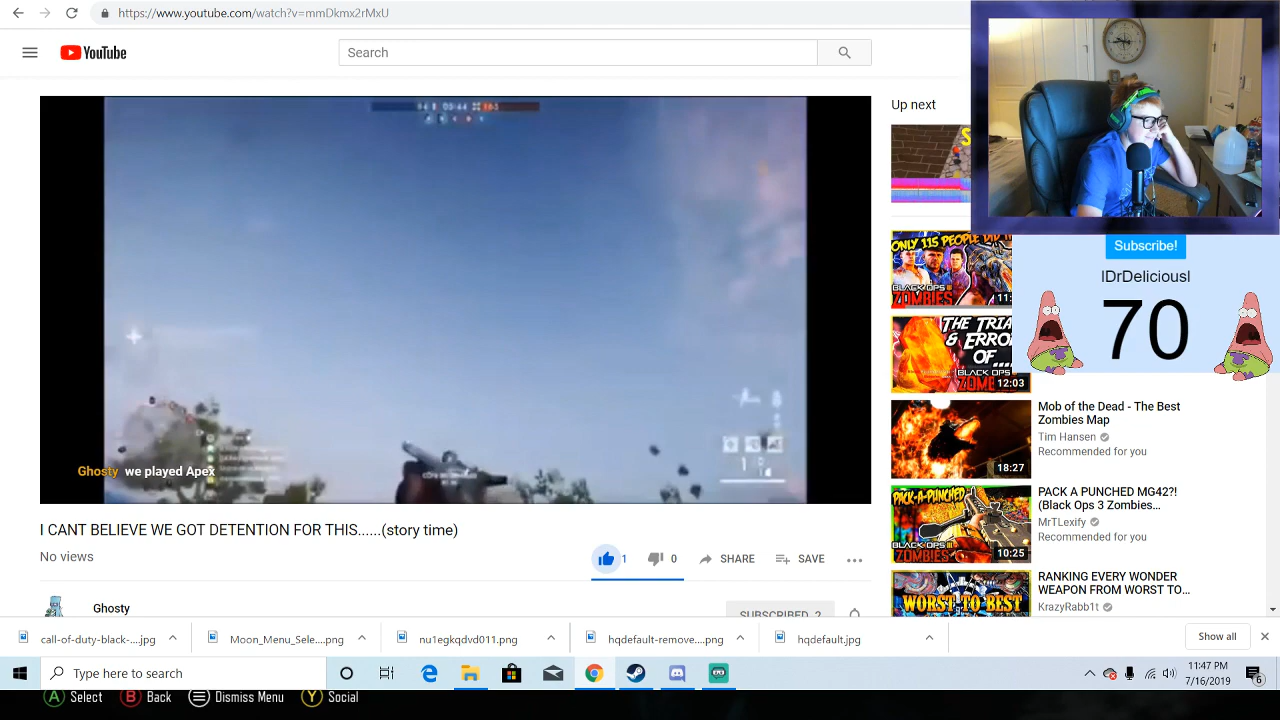 https://www.youtube.com/watch?v=mmDkmx2rMxU
YouTube
Search
Up next
Subscribe!
IDrDeliciousI
70
ONLY 115 PEOPLE DID
BLACK OPS
ZOMBIES
THE TRIA
& ERROR
OF....
BLACK OPS
ZOMB
12:03
Mob of the Dead - The Best
Zombies Map
Tim Hansen
Recommended for you
18:27
Ghosty we played Apex
I CANT BELIEVE WE GOT DETENTION FOR THIS......(story time)
No views
1
0
SHARE
SAVE
PACK-A-PUNCHED
BLACK OPS
ZOMBIES
10:25
PACK A PUNCHED MG42?!
(Black Ops 3 Zombies...
MrTLexify
Recommended for you
WORST TO BEST
RANKING EVERY WONDER
WEAPON FROM WORST TO...
KrazyRabb1t
Ghosty
SUBSCRIBED 2
call-of-duty-black-....jpg
Moon_Menu_Sele....png
nu1egkqdvd011.png
hqdefault-remove....png
hqdefault.jpg
Show all
Type here to search
11:47 PM
7/16/2019
6
A Select
B Back
Dismiss Menu
Y Social